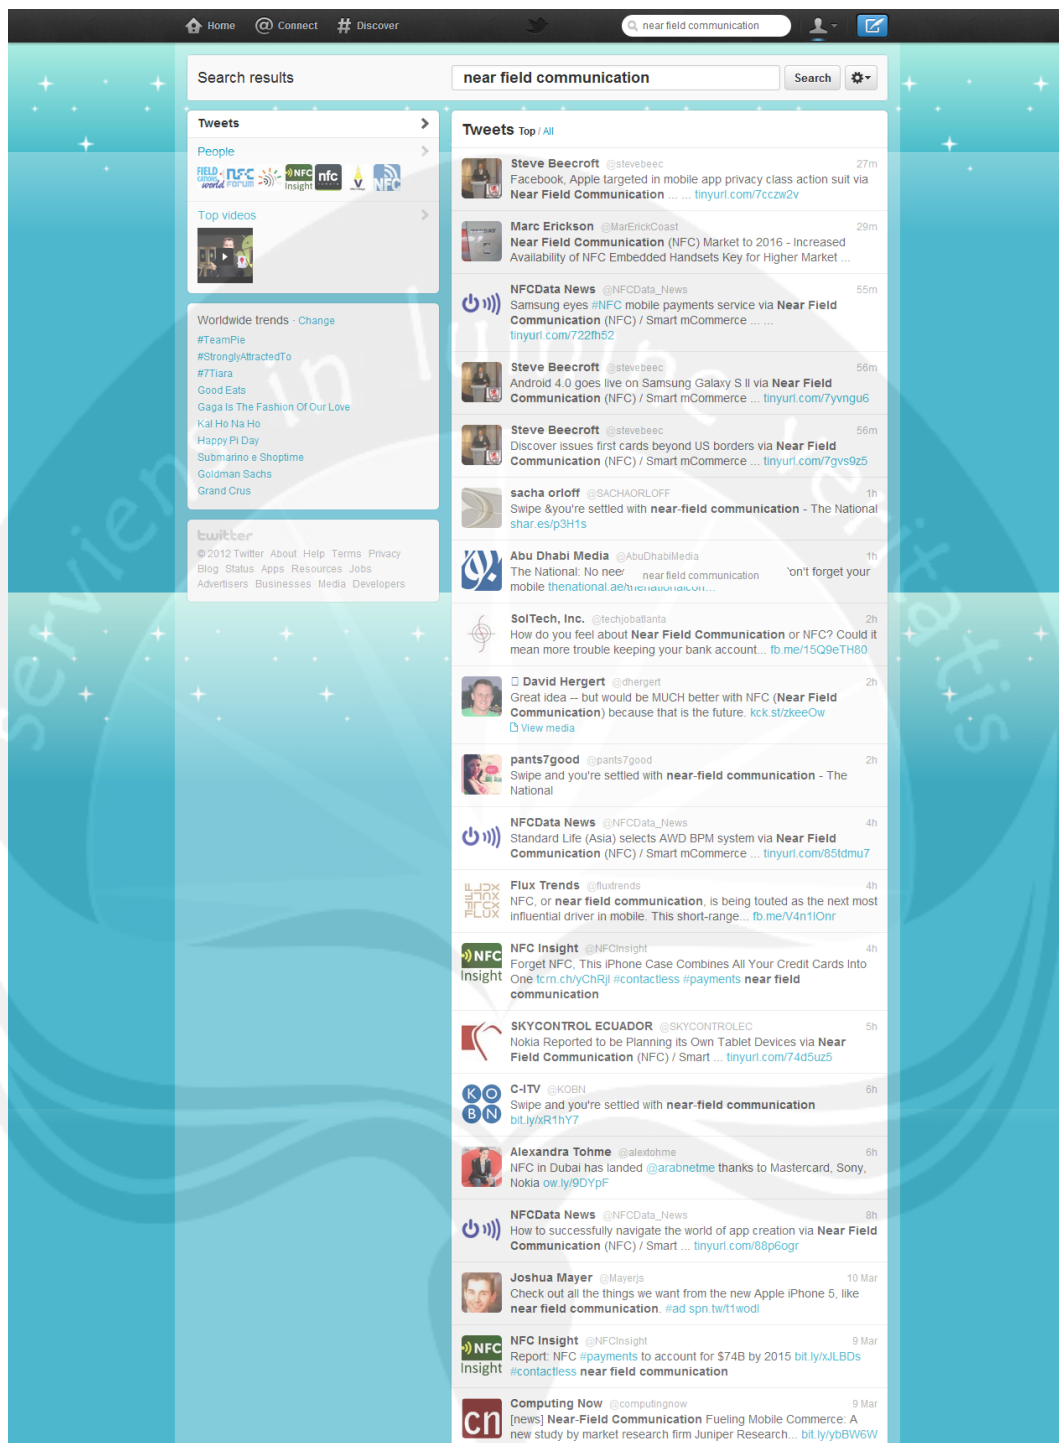 Home Connect Discover near field communication
Search results near field communication Search
Tweets
People
FIELD CATIONS world NFC FORUM NFC Insight nfc V NFC
Top videos
Worldwide trends · Change
#TeamPie
#StronglyAttractedTo
#7Tiara
Good Eats
Gaga Is The Fashion Of Our Love
Kal Ho Na Ho
Happy Pi Day
Submarino e Shoptime
Goldman Sachs
Grand Crus
twitter
© 2012 Twitter About Help Terms Privacy
Blog Status Apps Resources Jobs
Advertisers Businesses Media Developers
Tweets Top / All
Steve Beecroft @stevebeec 27m
Facebook, Apple targeted in mobile app privacy class action suit via
Near Field Communication ... ... tinyurl.com/7cczw2v
Marc Erickson @MarErickCoast 29m
Near Field Communication (NFC) Market to 2016 - Increased
Availability of NFC Embedded Handsets Key for Higher Market ...
NFCData News @NFCData_News 55m
Samsung eyes #NFC mobile payments service via Near Field
Communication (NFC) / Smart mCommerce ... ...
tinyurl.com/722fh52
Steve Beecroft @stevebeec 56m
Android 4.0 goes live on Samsung Galaxy S II via Near Field
Communication (NFC) / Smart mCommerce ... tinyurl.com/7yvngu6
Steve Beecroft @stevebeec 56m
Discover issues first cards beyond US borders via Near Field
Communication (NFC) / Smart mCommerce ... tinyurl.com/7gvs9z5
sacha orloff @SACHAORLOFF 1h
Swipe &you're settled with near-field communication - The National
shar.es/p3H1s
Abu Dhabi Media @AbuDhabiMedia 1h
The National: No nee near field communication on't forget your
mobile thenational.ae/thenationalcon...
SolTech, Inc. @techjobatlanta 2h
How do you feel about Near Field Communication or NFC? Could it
mean more trouble keeping your bank account... fb.me/15Q9eTH80
David Hergert @dhergert 2h
Great idea -- but would be MUCH better with NFC (Near Field
Communication) because that is the future. kck.st/zkeeOw
View media
pants7good @pants7good 2h
Swipe and you're settled with near-field communication - The
National
NFCData News @NFCData_News 4h
Standard Life (Asia) selects AWD BPM system via Near Field
Communication (NFC) / Smart mCommerce ... tinyurl.com/85tdmu7
Flux Trends @fluxtrends 4h
NFC, or near field communication, is being touted as the next most
influential driver in mobile. This short-range... fb.me/V4n1lOnr
NFC Insight @NFCInsight 4h
Forget NFC, This iPhone Case Combines All Your Credit Cards Into
One tcrn.ch/yChRjl #contactless #payments near field
communication
SKYCONTROL ECUADOR @SKYCONTROLEC 5h
Nokia Reported to be Planning its Own Tablet Devices via Near
Field Communication (NFC) / Smart ... tinyurl.com/74d5uz5
KOBN
C-ITV @KOBN 6h
Swipe and you're settled with near-field communication
bit.ly/xR1hY7
Alexandra Tohme @alextohme 6h
NFC in Dubai has landed @arabnetme thanks to Mastercard, Sony,
Nokia ow.ly/9DYpF
NFCData News @NFCData_News 8h
How to successfully navigate the world of app creation via Near Field
Communication (NFC) / Smart ... tinyurl.com/88p6ogr
Joshua Mayer @Mayerjs 10 Mar
Check out all the things we want from the new Apple iPhone 5, like
near field communication. #ad spn.tw/t1wodl
NFC Insight @NFCInsight 9 Mar
Report: NFC #payments to account for $74B by 2015 bit.ly/xJLBDs
#contactless near field communication
cn
Computing Now @computingnow 9 Mar
[news] Near-Field Communication Fueling Mobile Commerce: A
new study by market research firm Juniper Research... bit.ly/ybBW6W
serviens in lumine veritatis